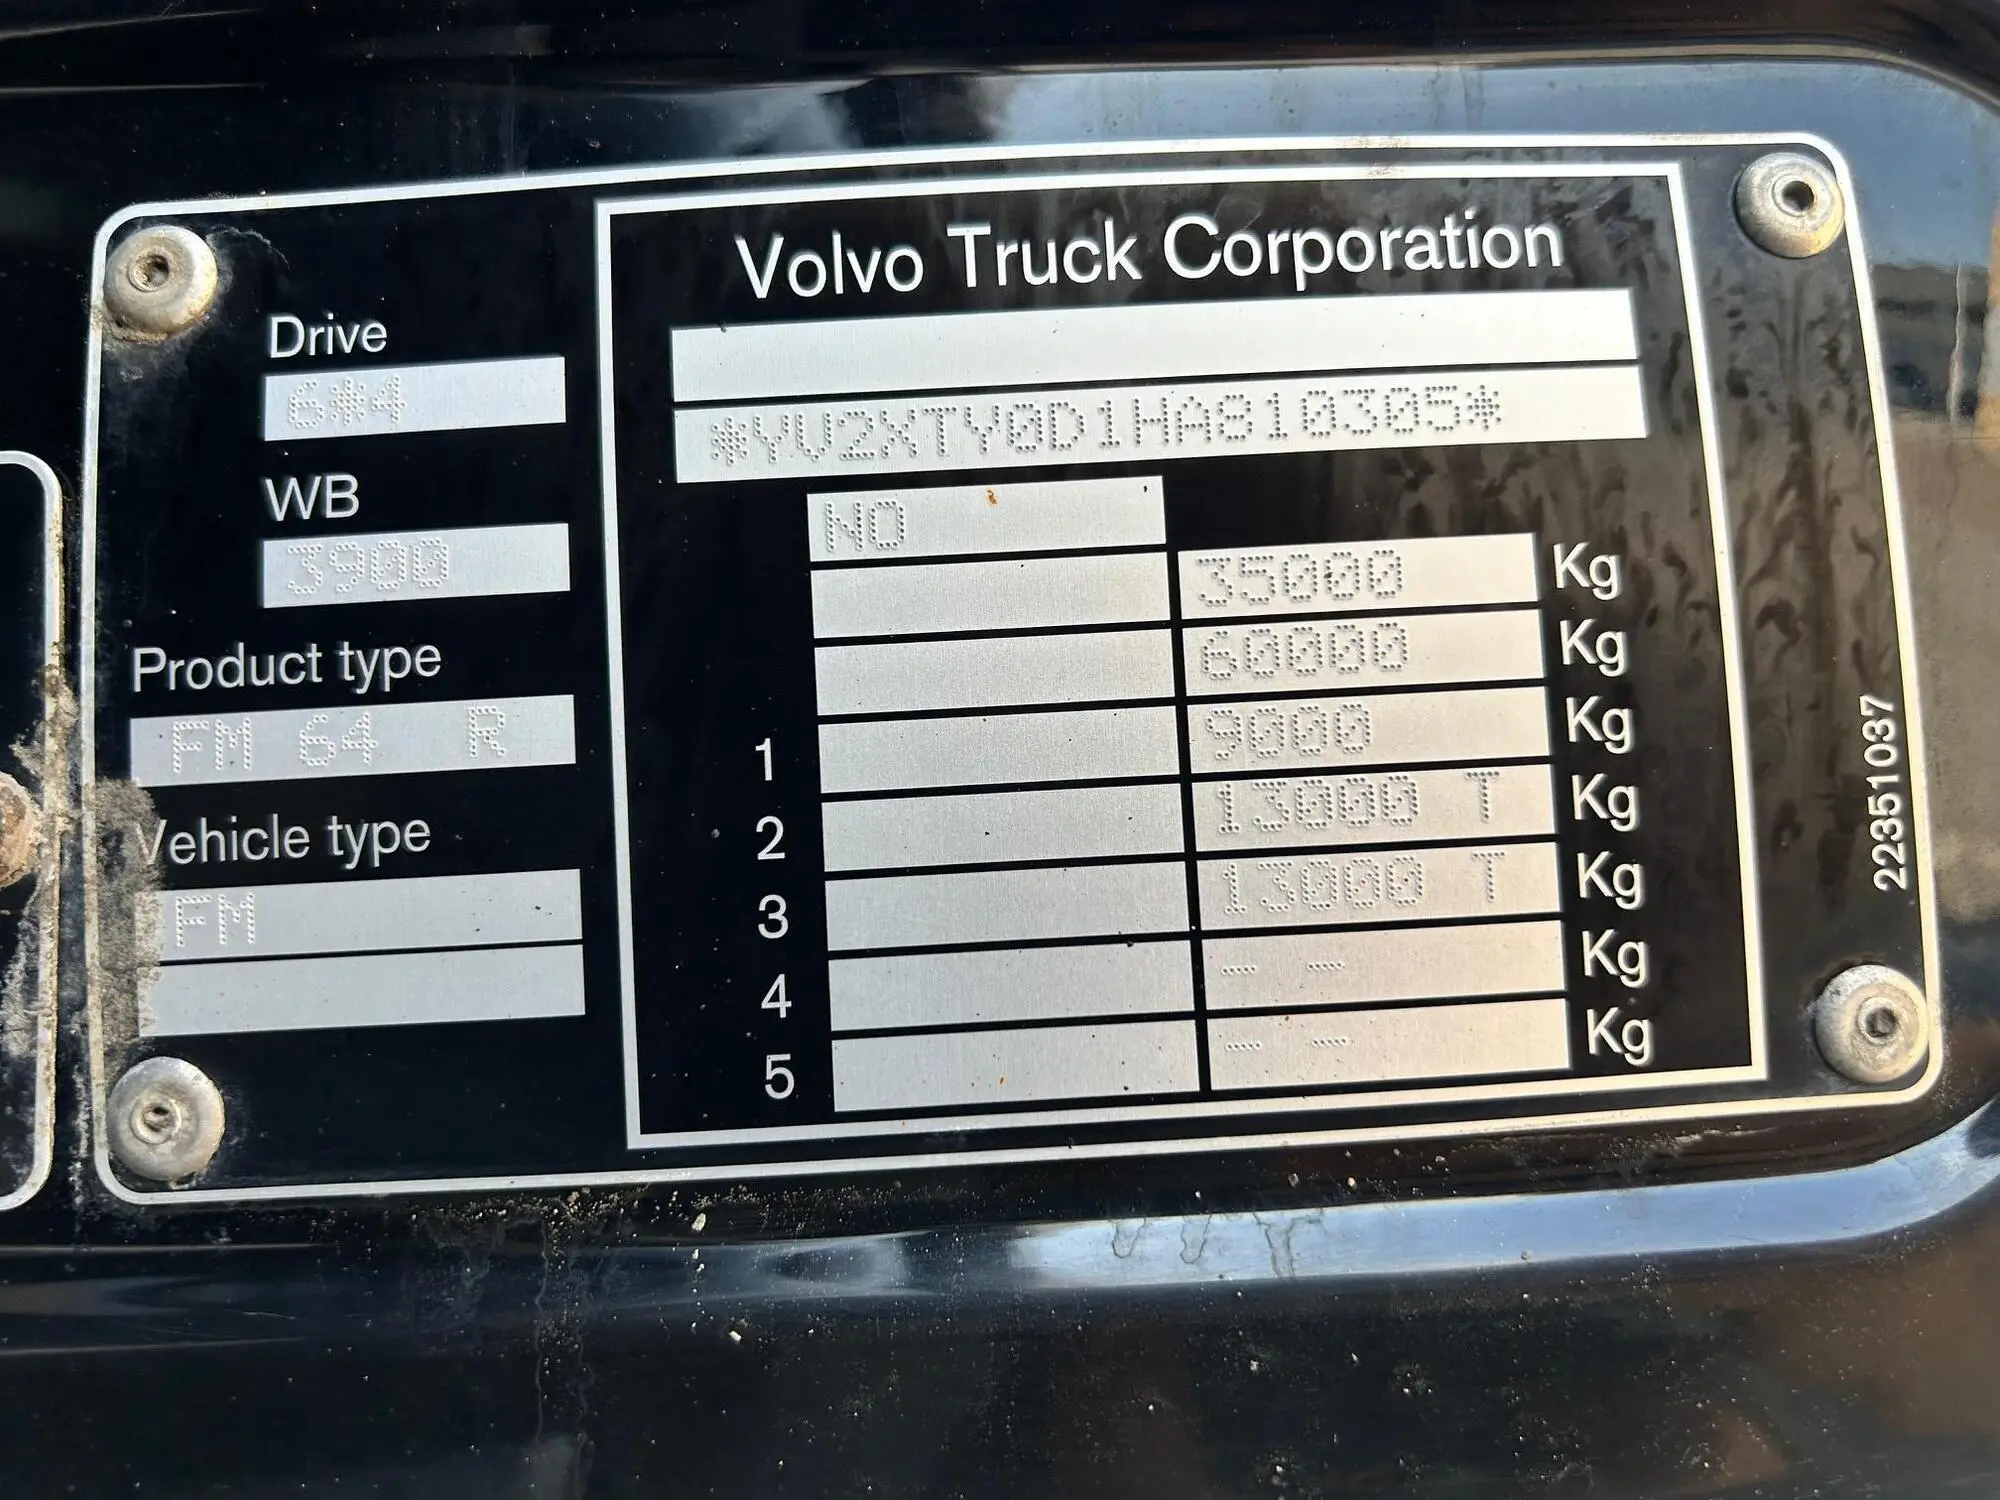 Volvo Truck Corporation
Drive
6*4
*YV2XTY0D1HA810305*
WB
3900
NO
35000 Kg
60000 Kg
Product type
FM 64 R
1 9000 Kg
2 13000 T Kg
Vehicle type
FM
3 13000 T Kg
4 - - Kg
5 - - Kg
22351037